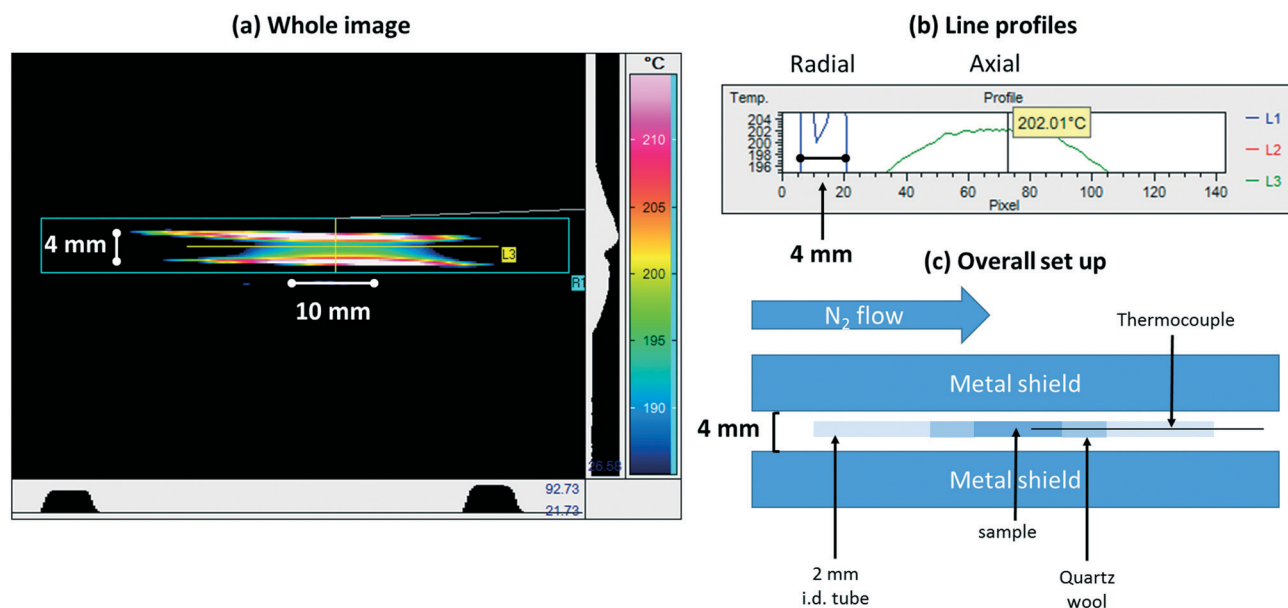 (a) Whole image
°C
210
205
200
195
190
4 mm
L3
R1
10 mm
26.58
92.73
21.73
(b) Line profiles
Radial
Axial
Temp.
Profile
204
202
200
198
196
202.01°C
L1
L2
L3
0
20
40
60
80
100
120
140
Pixel
4 mm
(c) Overall set up
N2 flow
Thermocouple
Metal shield
4 mm
Metal shield
sample
2 mm
i.d. tube
Quartz
wool